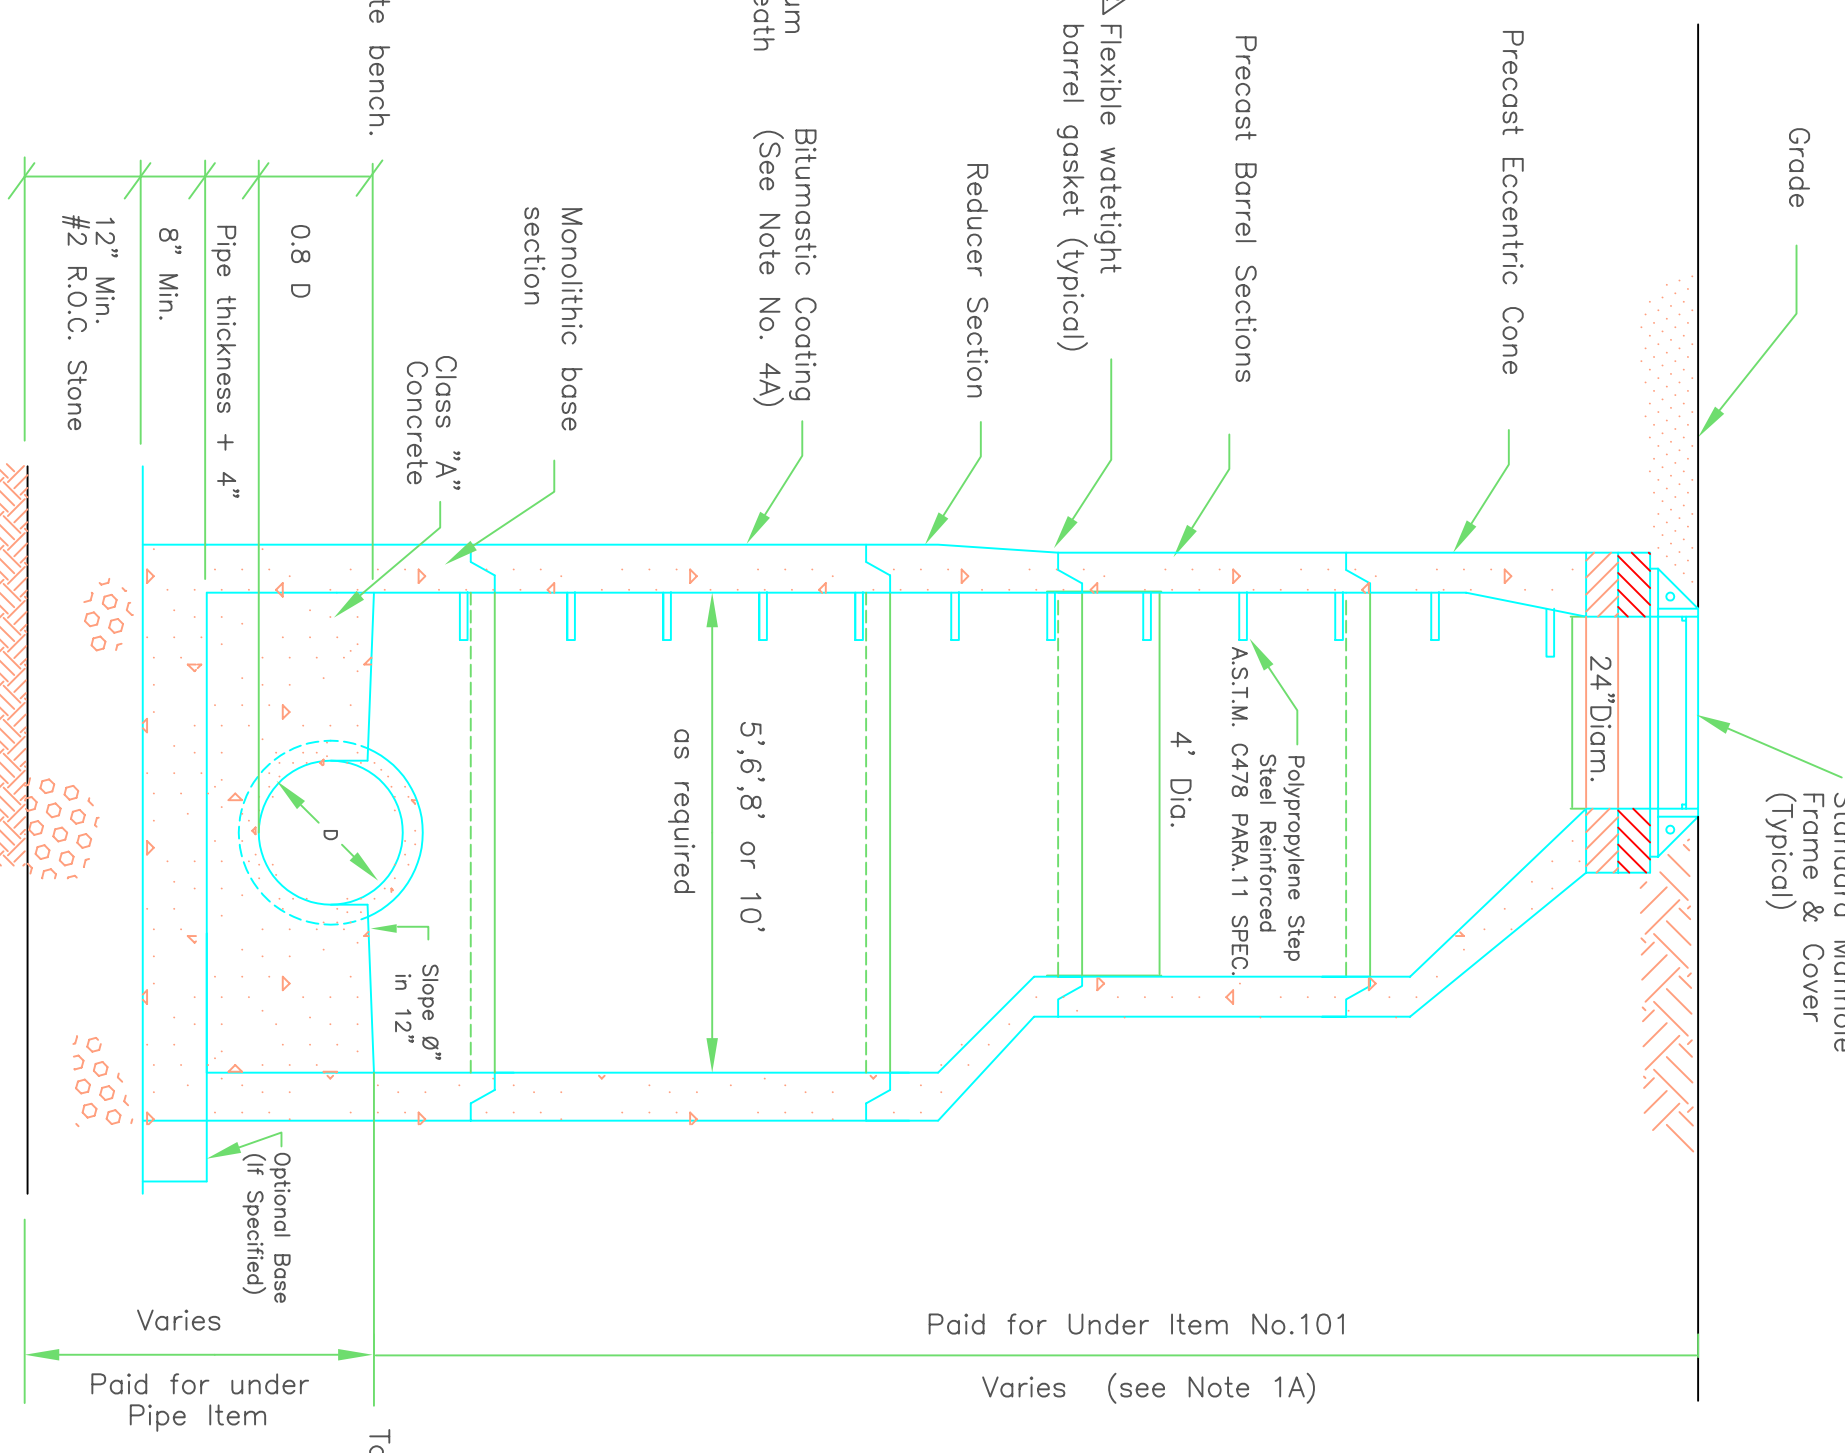 Grade
Standard Manhole
Frame & Cover
(Typical)
Precast Eccentric Cone
24"Diam.
Precast Barrel Sections
Polypropylene Step
Steel Reinforced
A.S.T.M. C478 PARA.11 SPEC.
Flexible watetight
barrel gasket (typical)
4' Dia.
Reducer Section
Bitumastic Coating
(See Note No. 4A)
5',6',8' or 10'
as required
Monolithic base
section
Class "A"
Concrete
te bench.
Slope Ø"
in 12"
D
0.8 D
Pipe thickness + 4"
8" Min.
12" Min.
#2 R.O.C. Stone
Optional Base
(If Specified)
Varies
Paid for under
Pipe Item
Paid for Under Item No.101
Varies (see Note 1A)